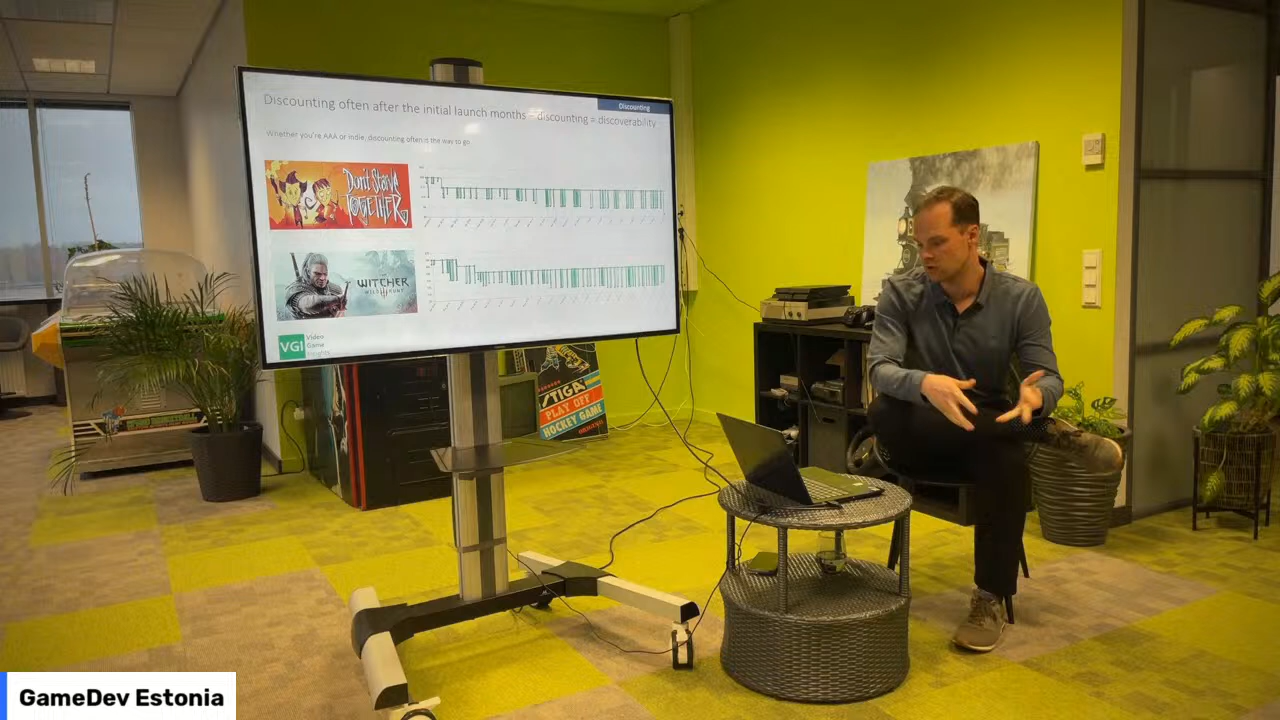 Discounting
Discounting often after the initial launch months – discounting = discoverability
Whether you're AAA or indie, discounting often is the way to go
Don't Starve
TOGETHER
THE
WITCHER
WILD HUNT
VGI
Video
Game
Insights
STIGA
PLAY OFF
HOCKEY GAME
GameDev Estonia